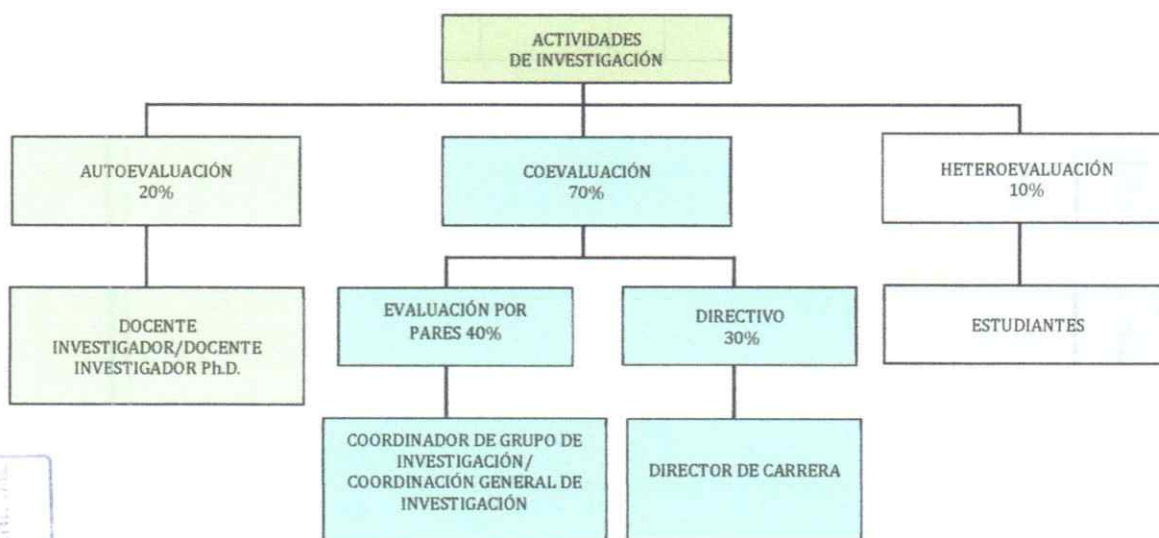 ACTIVIDADES
DE INVESTIGACIÓN
AUTOEVALUACIÓN
20%
COEVALUACIÓN
70%
HETEROEVALUACIÓN
10%
DOCENTE
INVESTIGADOR/DOCENTE
INVESTIGADOR Ph.D.
EVALUACIÓN POR
PARES 40%
DIRECTIVO
30%
ESTUDIANTES
COORDINADOR DE GRUPO DE
INVESTIGACIÓN/
COORDINACIÓN GENERAL DE
INVESTIGACIÓN
DIRECTOR DE CARRERA